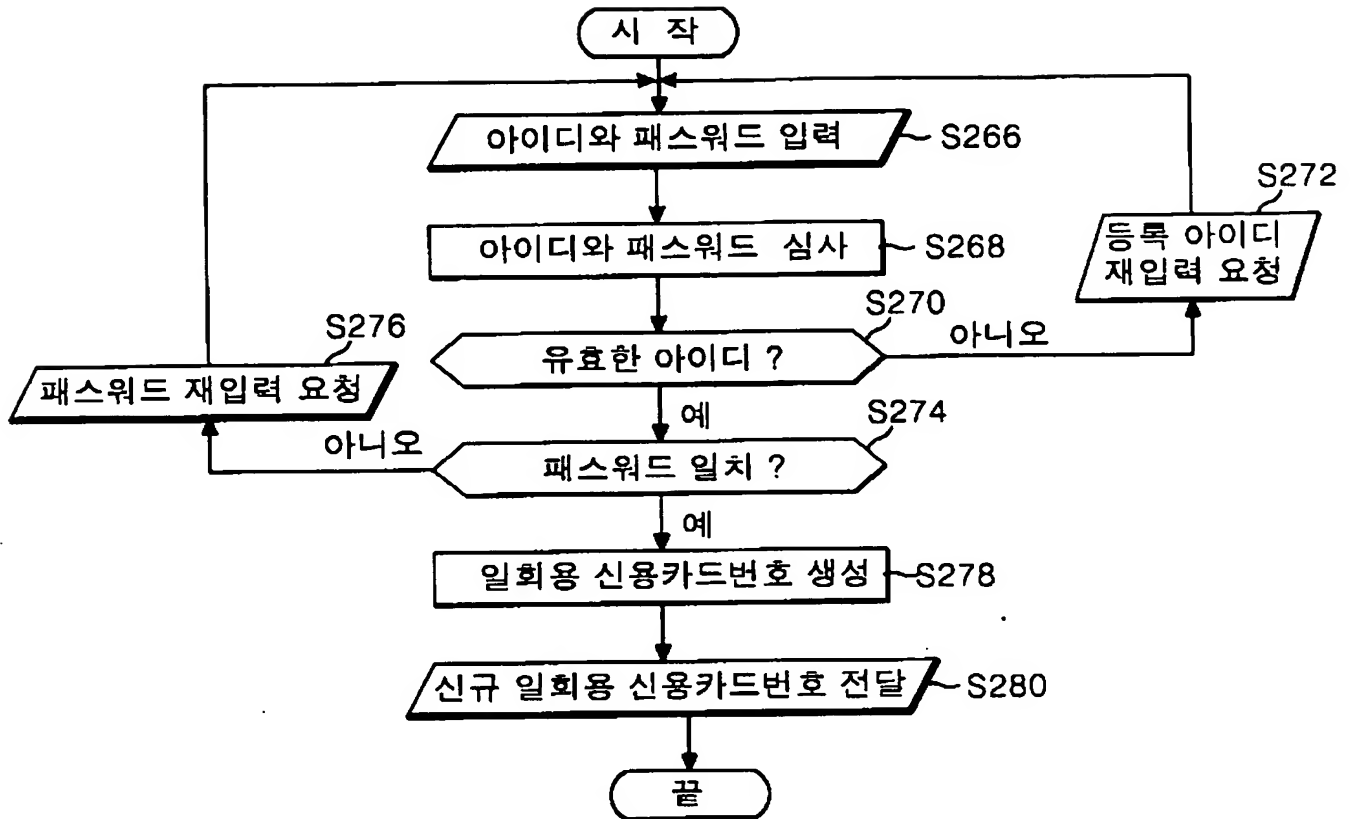 시 작
아이디와 패스워드 입력
S266
S272
등록 아이디
재입력 요청
아이디와 패스워드 심사
S268
S270
유효한 아이디 ?
아니오
S276
패스워드 재입력 요청
예
S274
아니오
패스워드 일치 ?
예
일회용 신용카드번호 생성
S278
신규 일회용 신용카드번호 전달
S280
끝